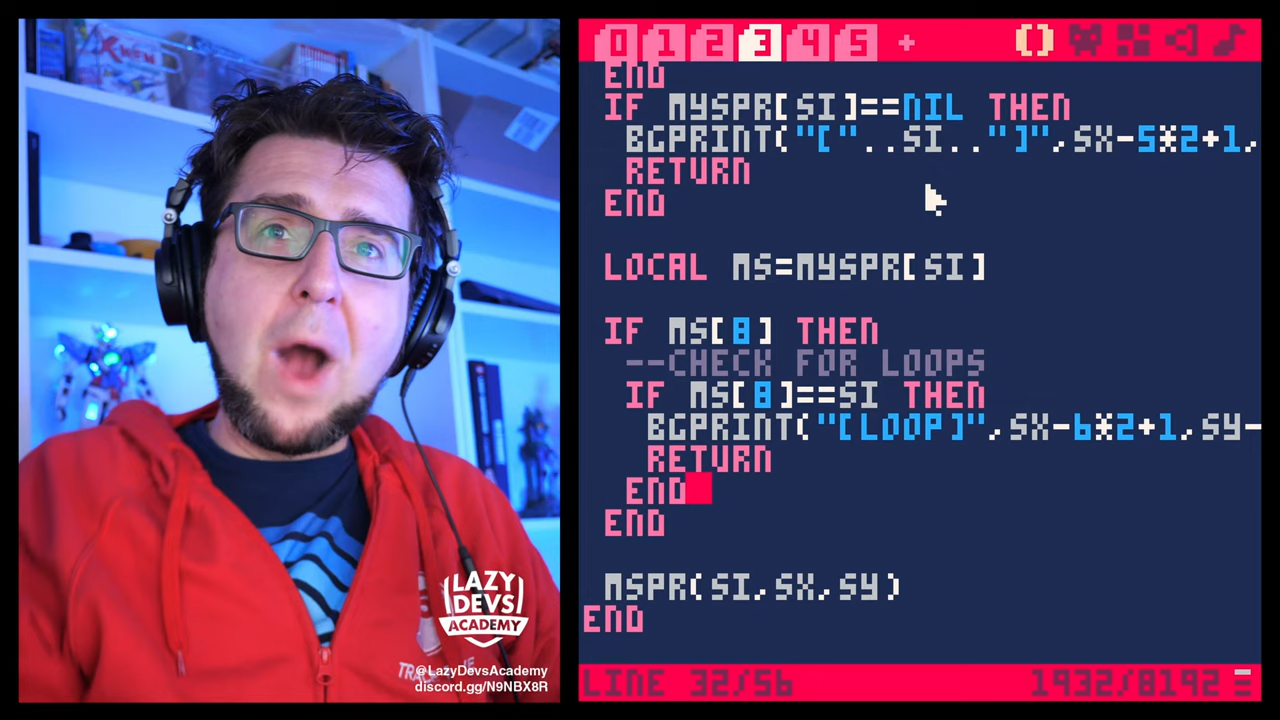 LAZY
DEVS
ACADEMY
@LazyDevsAcademy
discord.gg/N9NBX8R
0 1 2 3 4 5 +
END
IF MYSPR[SI]==NIL THEN
BGPRINT("["..SI.."]",SX-5*2+1,
RETURN
END
LOCAL MS=MYSPR[SI]
IF MS[8] THEN
--CHECK FOR LOOPS
IF MS[8]==SI THEN
BGPRINT("[LOOP]",SX-6*2+1,SY-
RETURN
END
END
MSPR(SI,SX,SY)
END
LINE 32/56
1932/8192